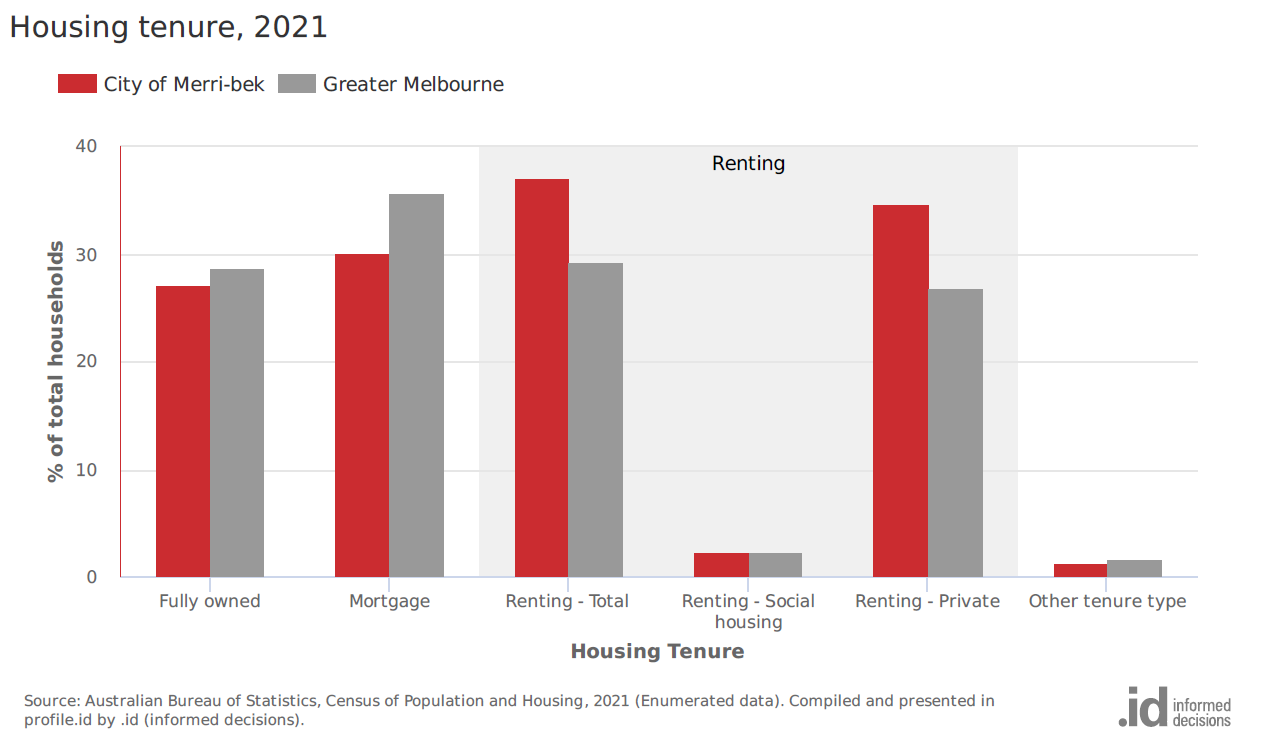 Housing tenure, 2021
City of Merri-bek
Greater Melbourne
40
30
20
10
0
% of total households
Renting
Fully owned
Mortgage
Renting - Total
Renting - Social
housing
Renting - Private
Other tenure type
Housing Tenure
Source: Australian Bureau of Statistics, Census of Population and Housing, 2021 (Enumerated data). Compiled and presented in
profile.id by .id (informed decisions).
.id informed
decisions